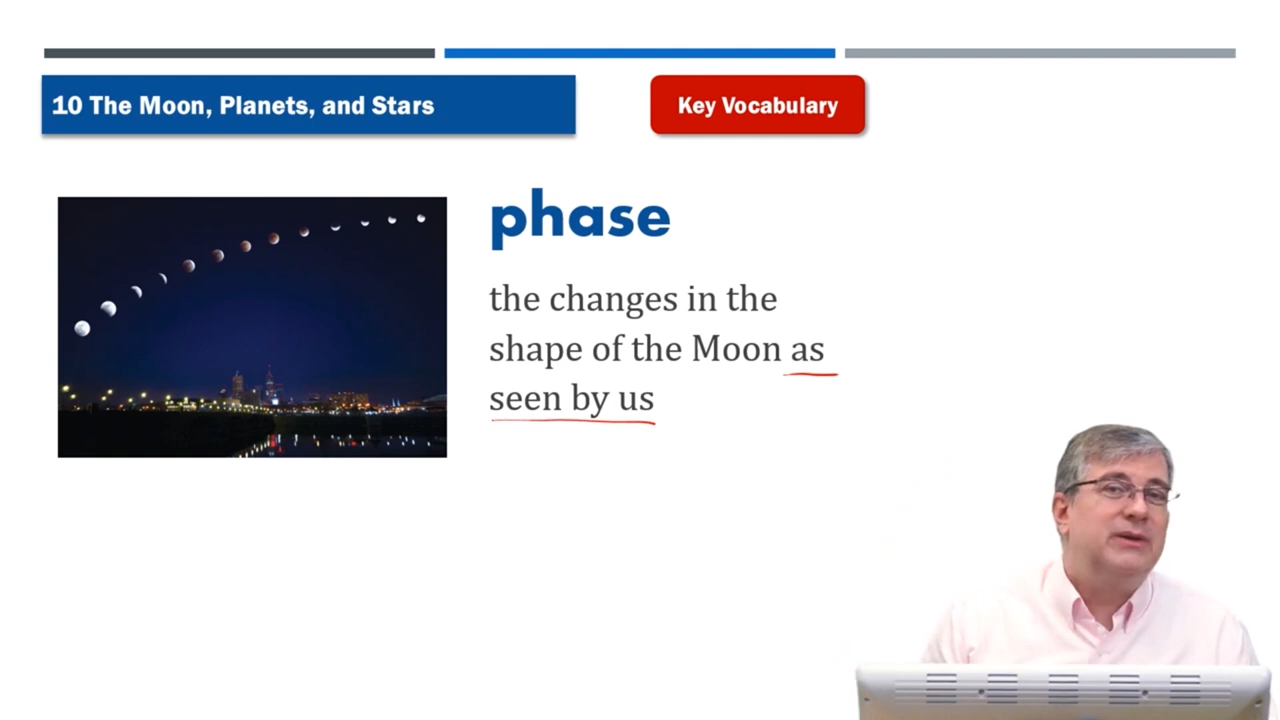 10 The Moon, Planets, and Stars
Key Vocabulary
phase
the changes in the
shape of the Moon as
seen by us